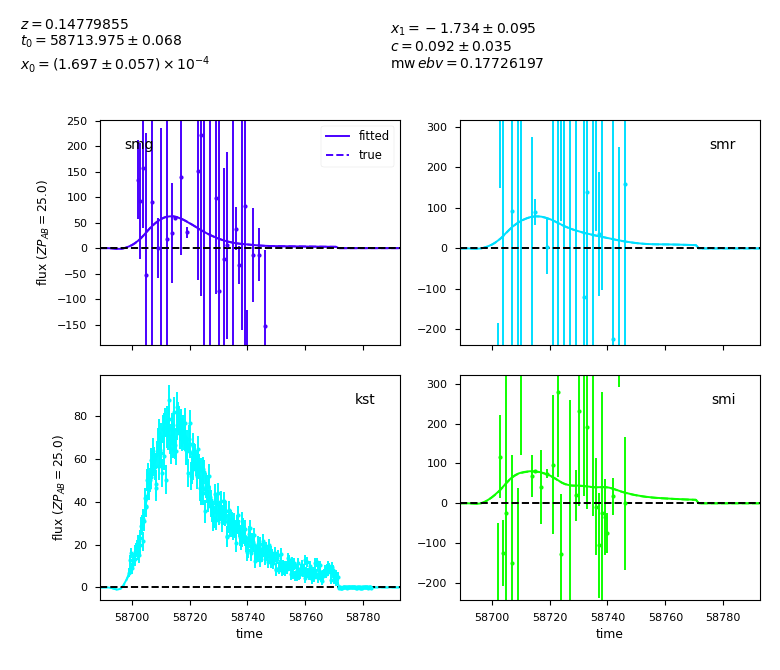 z = 0.14779855
t₀ = 58713.975 ± 0.068
x₀ = (1.697 ± 0.057) × 10⁻⁴
x₁ = −1.734 ± 0.095
c = 0.092 ± 0.035
mwebv = 0.17726197
smg
fitted
true
250
200
150
100
50
0
−50
−100
−150
flux (ZP_AB = 25.0)
smr
300
200
100
0
−100
−200
kst
80
60
40
20
0
flux (ZP_AB = 25.0)
58700 58720 58740 58760 58780
time
smi
300
200
100
0
−100
−200
58700 58720 58740 58760 58780
time